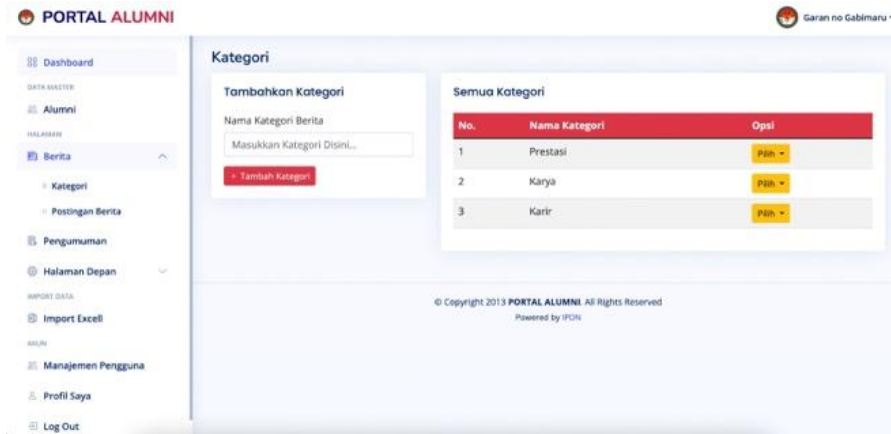 PORTAL ALUMNI
Garan no Gabimaru
Dashboard
DATA MASTER
Alumni
HALAMAN
Berita
Kategori
Postingan Berita
Pengumuman
Halaman Depan
IMPORT DATA
Import Excell
AKUN
Manajemen Pengguna
Profil Saya
Log Out
Kategori
Tambahkan Kategori
Nama Kategori Berita
Masukkan Kategori Disini...
+ Tambah Kategori
Semua Kategori
No. Nama Kategori Opsi
1 Prestasi Pilih
2 Karya Pilih
3 Karir Pilih
© Copyright 2013 PORTAL ALUMNI. All Rights Reserved
Powered by IPDN